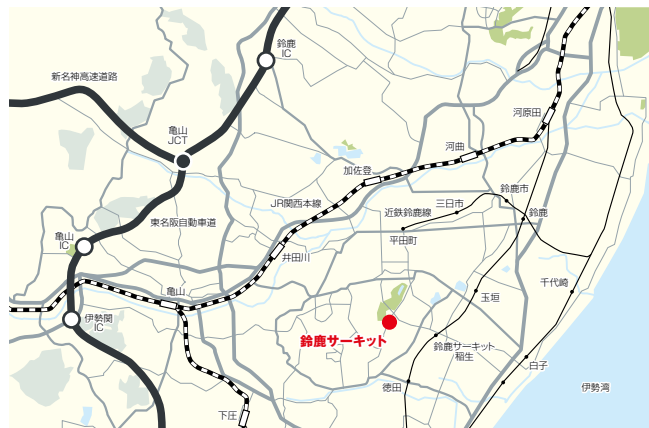 鈴鹿
IC
新名神高速道路
亀山
JCT
河原田
河曲
加佐登
JR関西本線
鈴鹿市
三日市
近鉄鈴鹿線
鈴鹿
東名阪自動車道
平田町
亀山
IC
井田川
千代崎
亀山
玉垣
伊勢関
IC
鈴鹿サーキット
鈴鹿サーキット
稲生
白子
徳田
伊勢湾
下庄